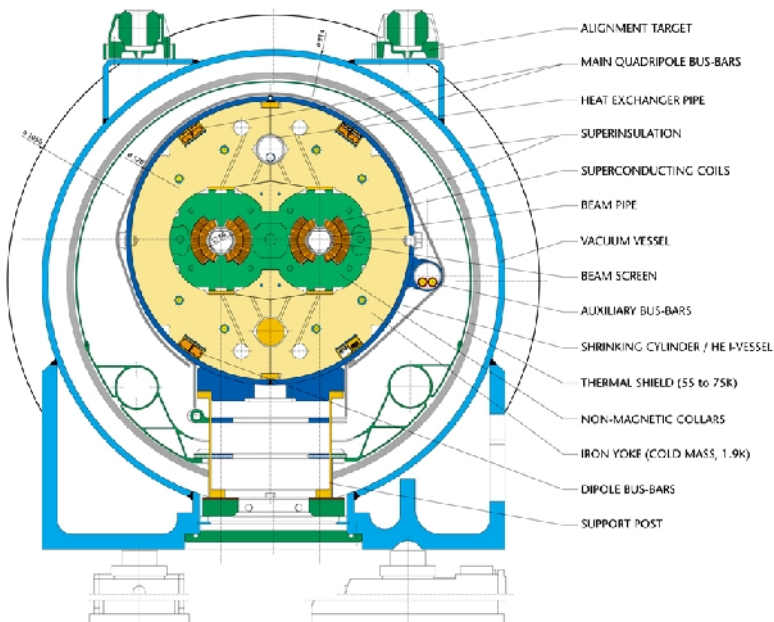 ALIGNMENT TARGET
MAIN QUADRIPOLE BUS-BARS
HEAT EXCHANGER PIPE
SUPERINSULATION
SUPERCONDUCTING COILS
BEAM PIPE
VACUUM VESSEL
BEAM SCREEN
AUXILIARY BUS-BARS
SHRINKING CYLINDER / HE I-VESSEL
THERMAL SHIELD (55 to 75K)
NON-MAGNETIC COLLARS
IRON YOKE (COLD MASS, 1.9K)
DIPOLE BUS-BARS
SUPPORT POST